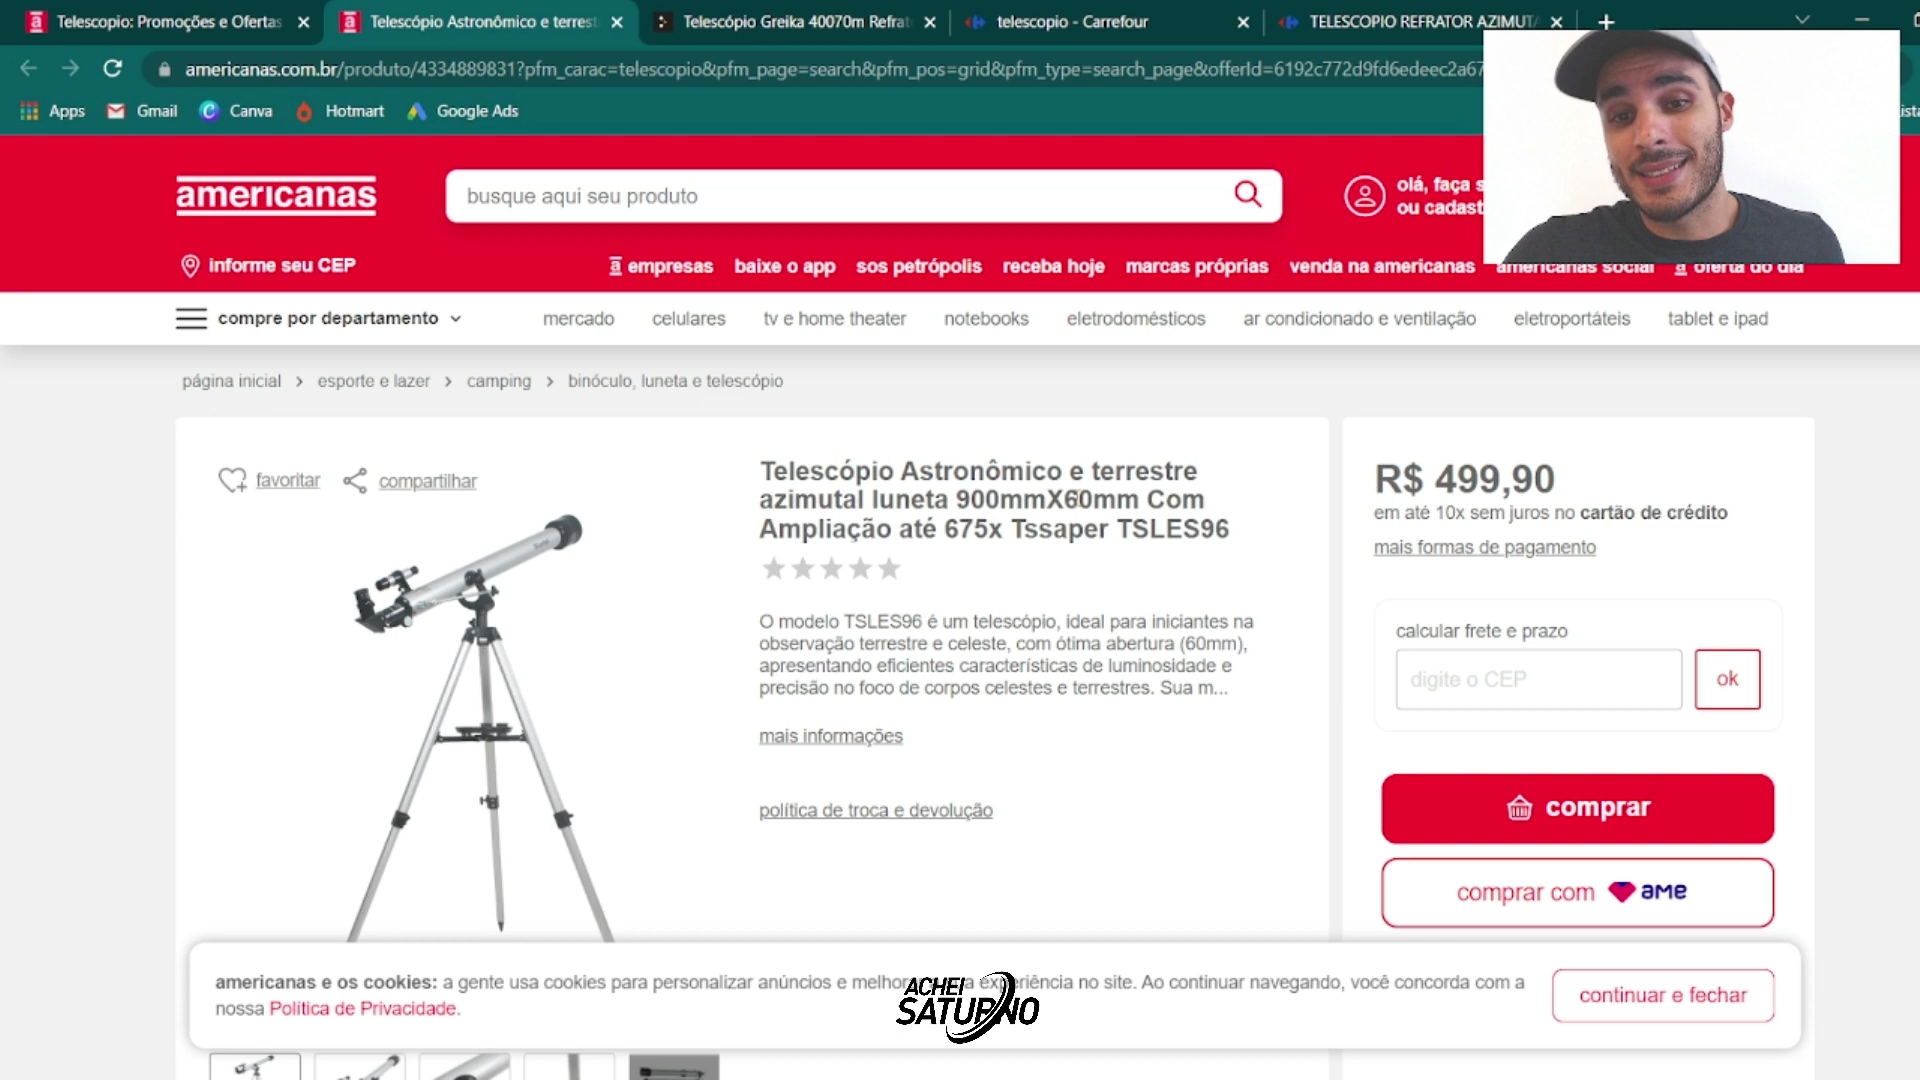 Telescopio: Promoções e Ofertas
Telescópio Astronômico e terrest
Telescópio Greika 40070m Refrat
telescopio - Carrefour
TELESCOPIO REFRATOR AZIMUT
americanas.com.br/produto/4334889831?pfm_carac=telescopio&pfm_page=search&pfm_pos=grid&pfm_type=search_page&offerId=6192c772d9fd6edeec2a67
Apps
Gmail
Canva
Hotmart
Google Ads
americanas
busque aqui seu produto
olá, faça s
ou cadast
informe seu CEP
empresas
baixe o app
sos petrópolis
receba hoje
marcas próprias
venda na americanas
americanas social
oferta do dia
compre por departamento
mercado
celulares
tv e home theater
notebooks
eletrodomésticos
ar condicionado e ventilação
eletroportáteis
tablet e ipad
página inicial > esporte e lazer > camping > binóculo, luneta e telescópio
favoritar
compartilhar
Telescópio Astronômico e terrestre
azimutal luneta 900mmX60mm Com
Ampliação até 675x Tssaper TSLES96
O modelo TSLES96 é um telescópio, ideal para iniciantes na
observação terrestre e celeste, com ótima abertura (60mm),
apresentando eficientes características de luminosidade e
precisão no foco de corpos celestes e terrestres. Sua m...
mais informações
política de troca e devolução
R$ 499,90
em até 10x sem juros no cartão de crédito
mais formas de pagamento
calcular frete e prazo
digite o CEP
ok
comprar
comprar com ame
americanas e os cookies: a gente usa cookies para personalizar anúncios e melhor a experiência no site. Ao continuar navegando, você concorda com a
nossa Política de Privacidade.
continuar e fechar
ACHEI
SATURNO